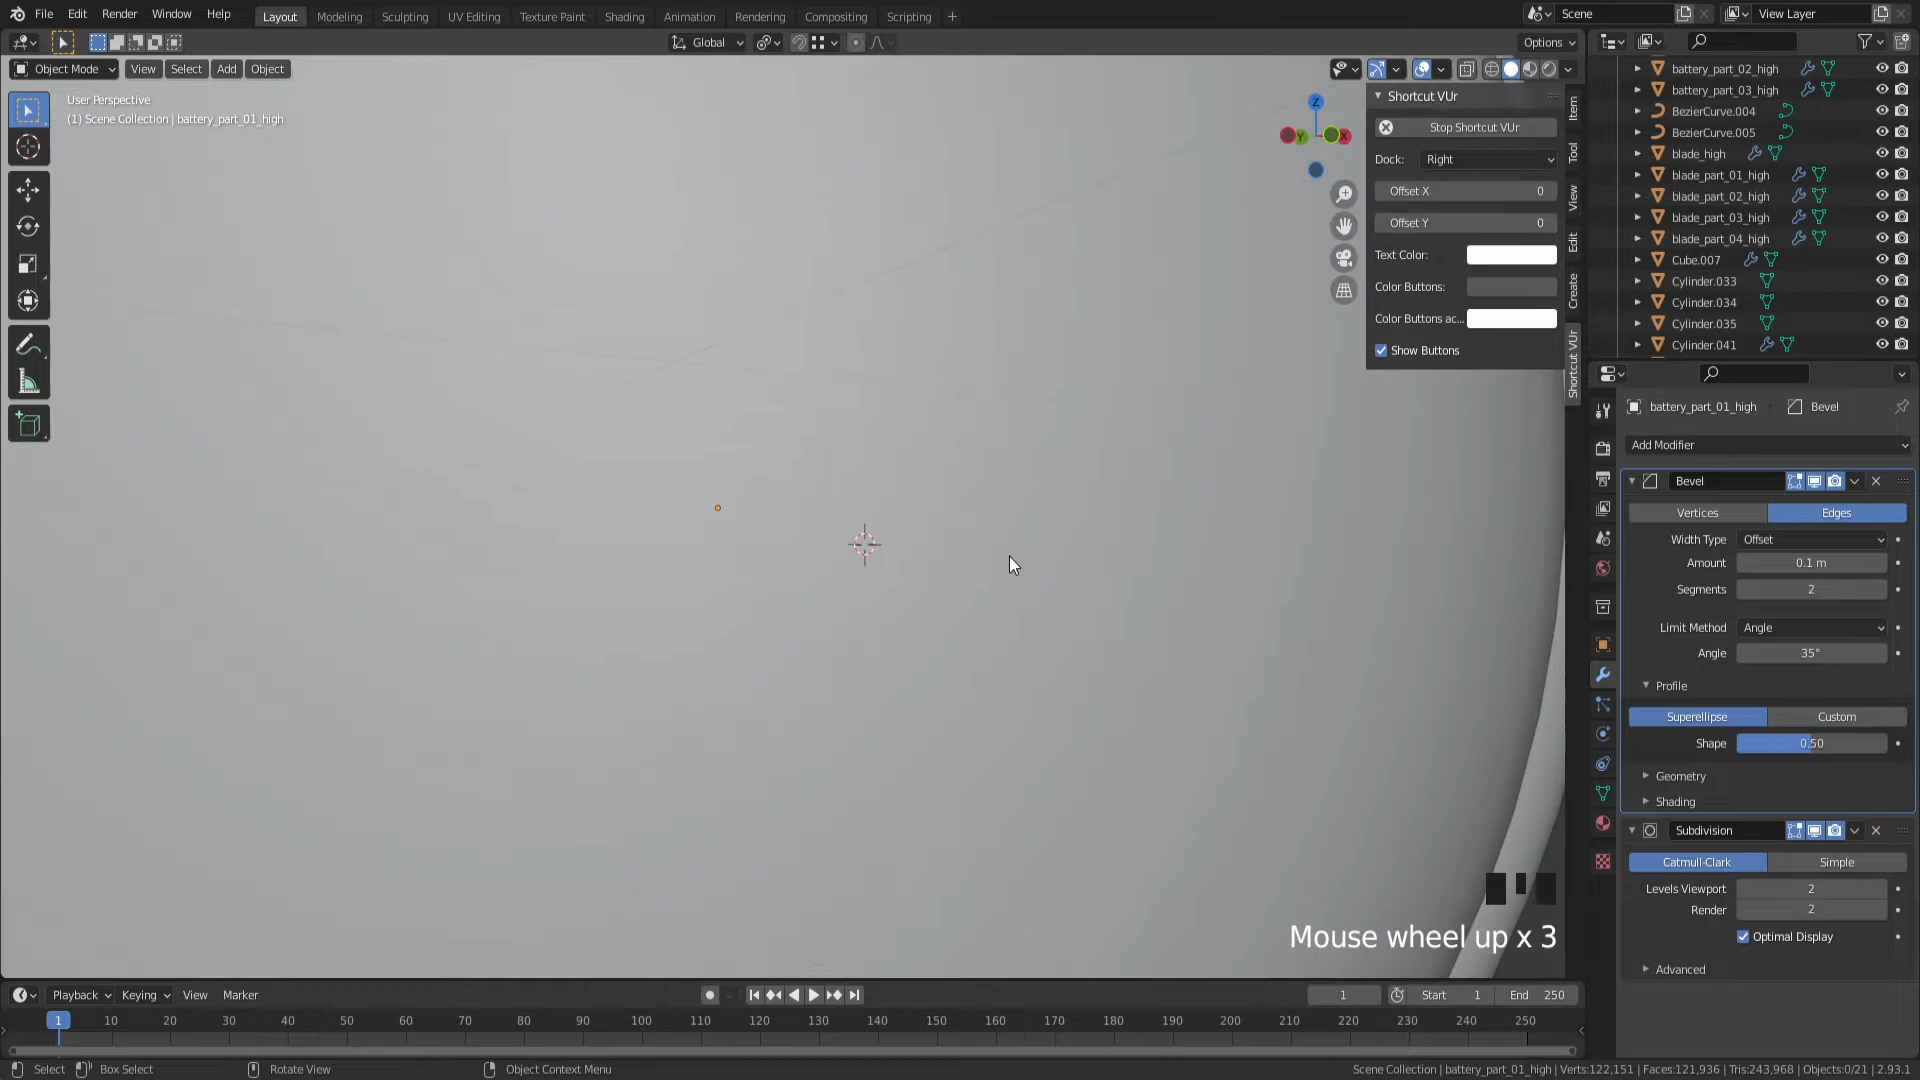 File Edit Render Window Help Layout Modeling Sculpting UV Editing Texture Paint Shading Animation Rendering Compositing Scripting + Scene View Layer
Global Options
Object Mode View Select Add Object
User Perspective
(1) Scene Collection | battery_part_01_high
Z
Y X
Shortcut VUr
Stop Shortcut VUr
Dock: Right
Offset X 0
Offset Y 0
Text Color:
Color Buttons:
Color Buttons ac...
Show Buttons
Item
Tool
View
Edit
Create
Shortcut VUr
battery_part_02_high
battery_part_03_high
BezierCurve.004
BezierCurve.005
blade_high
blade_part_01_high
blade_part_02_high
blade_part_03_high
blade_part_04_high
Cube.007
Cylinder.033
Cylinder.034
Cylinder.035
Cylinder.041
battery_part_01_high Bevel
Add Modifier
Bevel
Vertices Edges
Width Type Offset
Amount 0.1 m
Segments 2
Limit Method Angle
Angle 35°
Profile
Superellipse Custom
Shape 0.50
Geometry
Shading
Subdivision
Catmull-Clark Simple
Levels Viewport 2
Render 2
Optimal Display
Advanced
Mouse wheel up x 3
Playback Keying View Marker 1 Start 1 End 250
1 10 20 30 40 50 60 70 80 90 100 110 120 130 140 150 160 170 180 190 200 210 220 230 240 250
Select Box Select Rotate View Object Context Menu Scene Collection | battery_part_01_high | Verts:122,151 | Faces:121,936 | Tris:243,968 | Objects:0/21 | 2.93.1